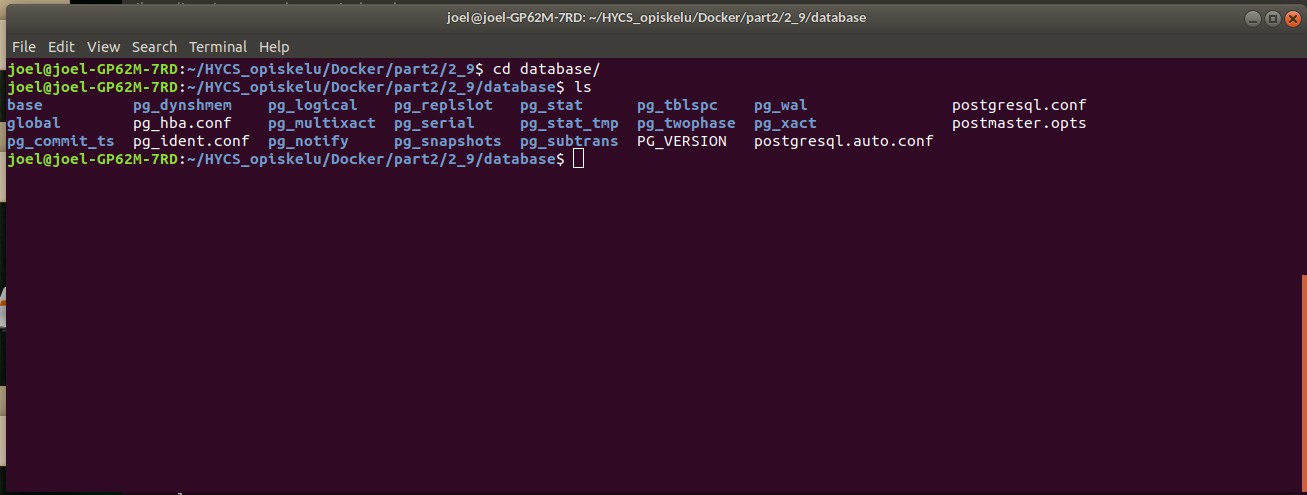 joel@joel-GP62M-7RD: ~/HYCS_opiskelu/Docker/part2/2_9/database
File Edit View Search Terminal Help
joel@joel-GP62M-7RD:~/HYCS_opiskelu/Docker/part2/2_9$ cd database/
joel@joel-GP62M-7RD:~/HYCS_opiskelu/Docker/part2/2_9/database$ ls
base pg_dynshmem pg_logical pg_replslot pg_stat pg_tblspc pg_wal postgresql.conf
global pg_hba.conf pg_multixact pg_serial pg_stat_tmp pg_twophase pg_xact postmaster.opts
pg_commit_ts pg_ident.conf pg_notify pg_snapshots pg_subtrans PG_VERSION postgresql.auto.conf
joel@joel-GP62M-7RD:~/HYCS_opiskelu/Docker/part2/2_9/database$